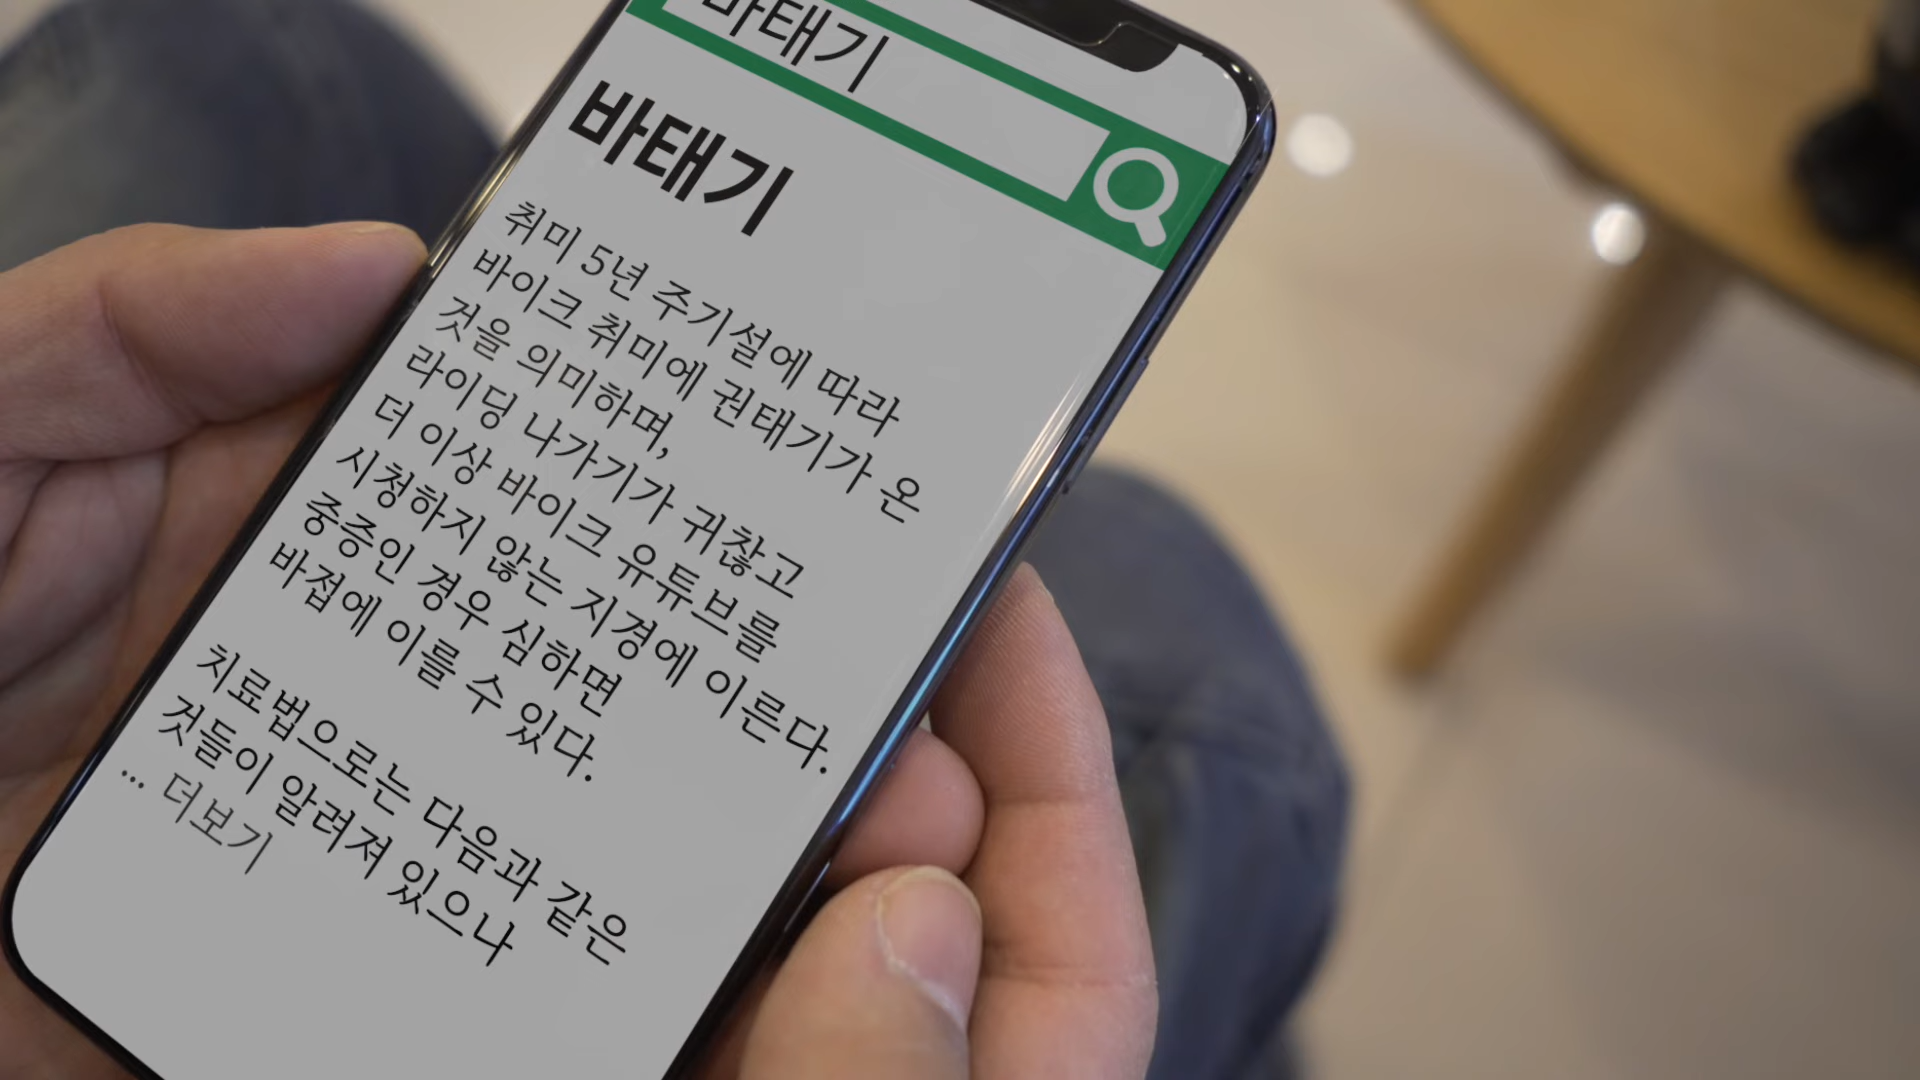 바태기
바태기
취미 5년 주기설에 따라
바이크 취미에 권태기가 온
것을 의미하며,
라이딩 나가기가 귀찮고
더 이상 바이크 유튜브를
시청하지 않는 지경에 이른다.
중증인 경우 심하면
바접에 이를 수 있다.
치료법으로는 다음과 같은
것들이 알려져 있으나
... 더보기